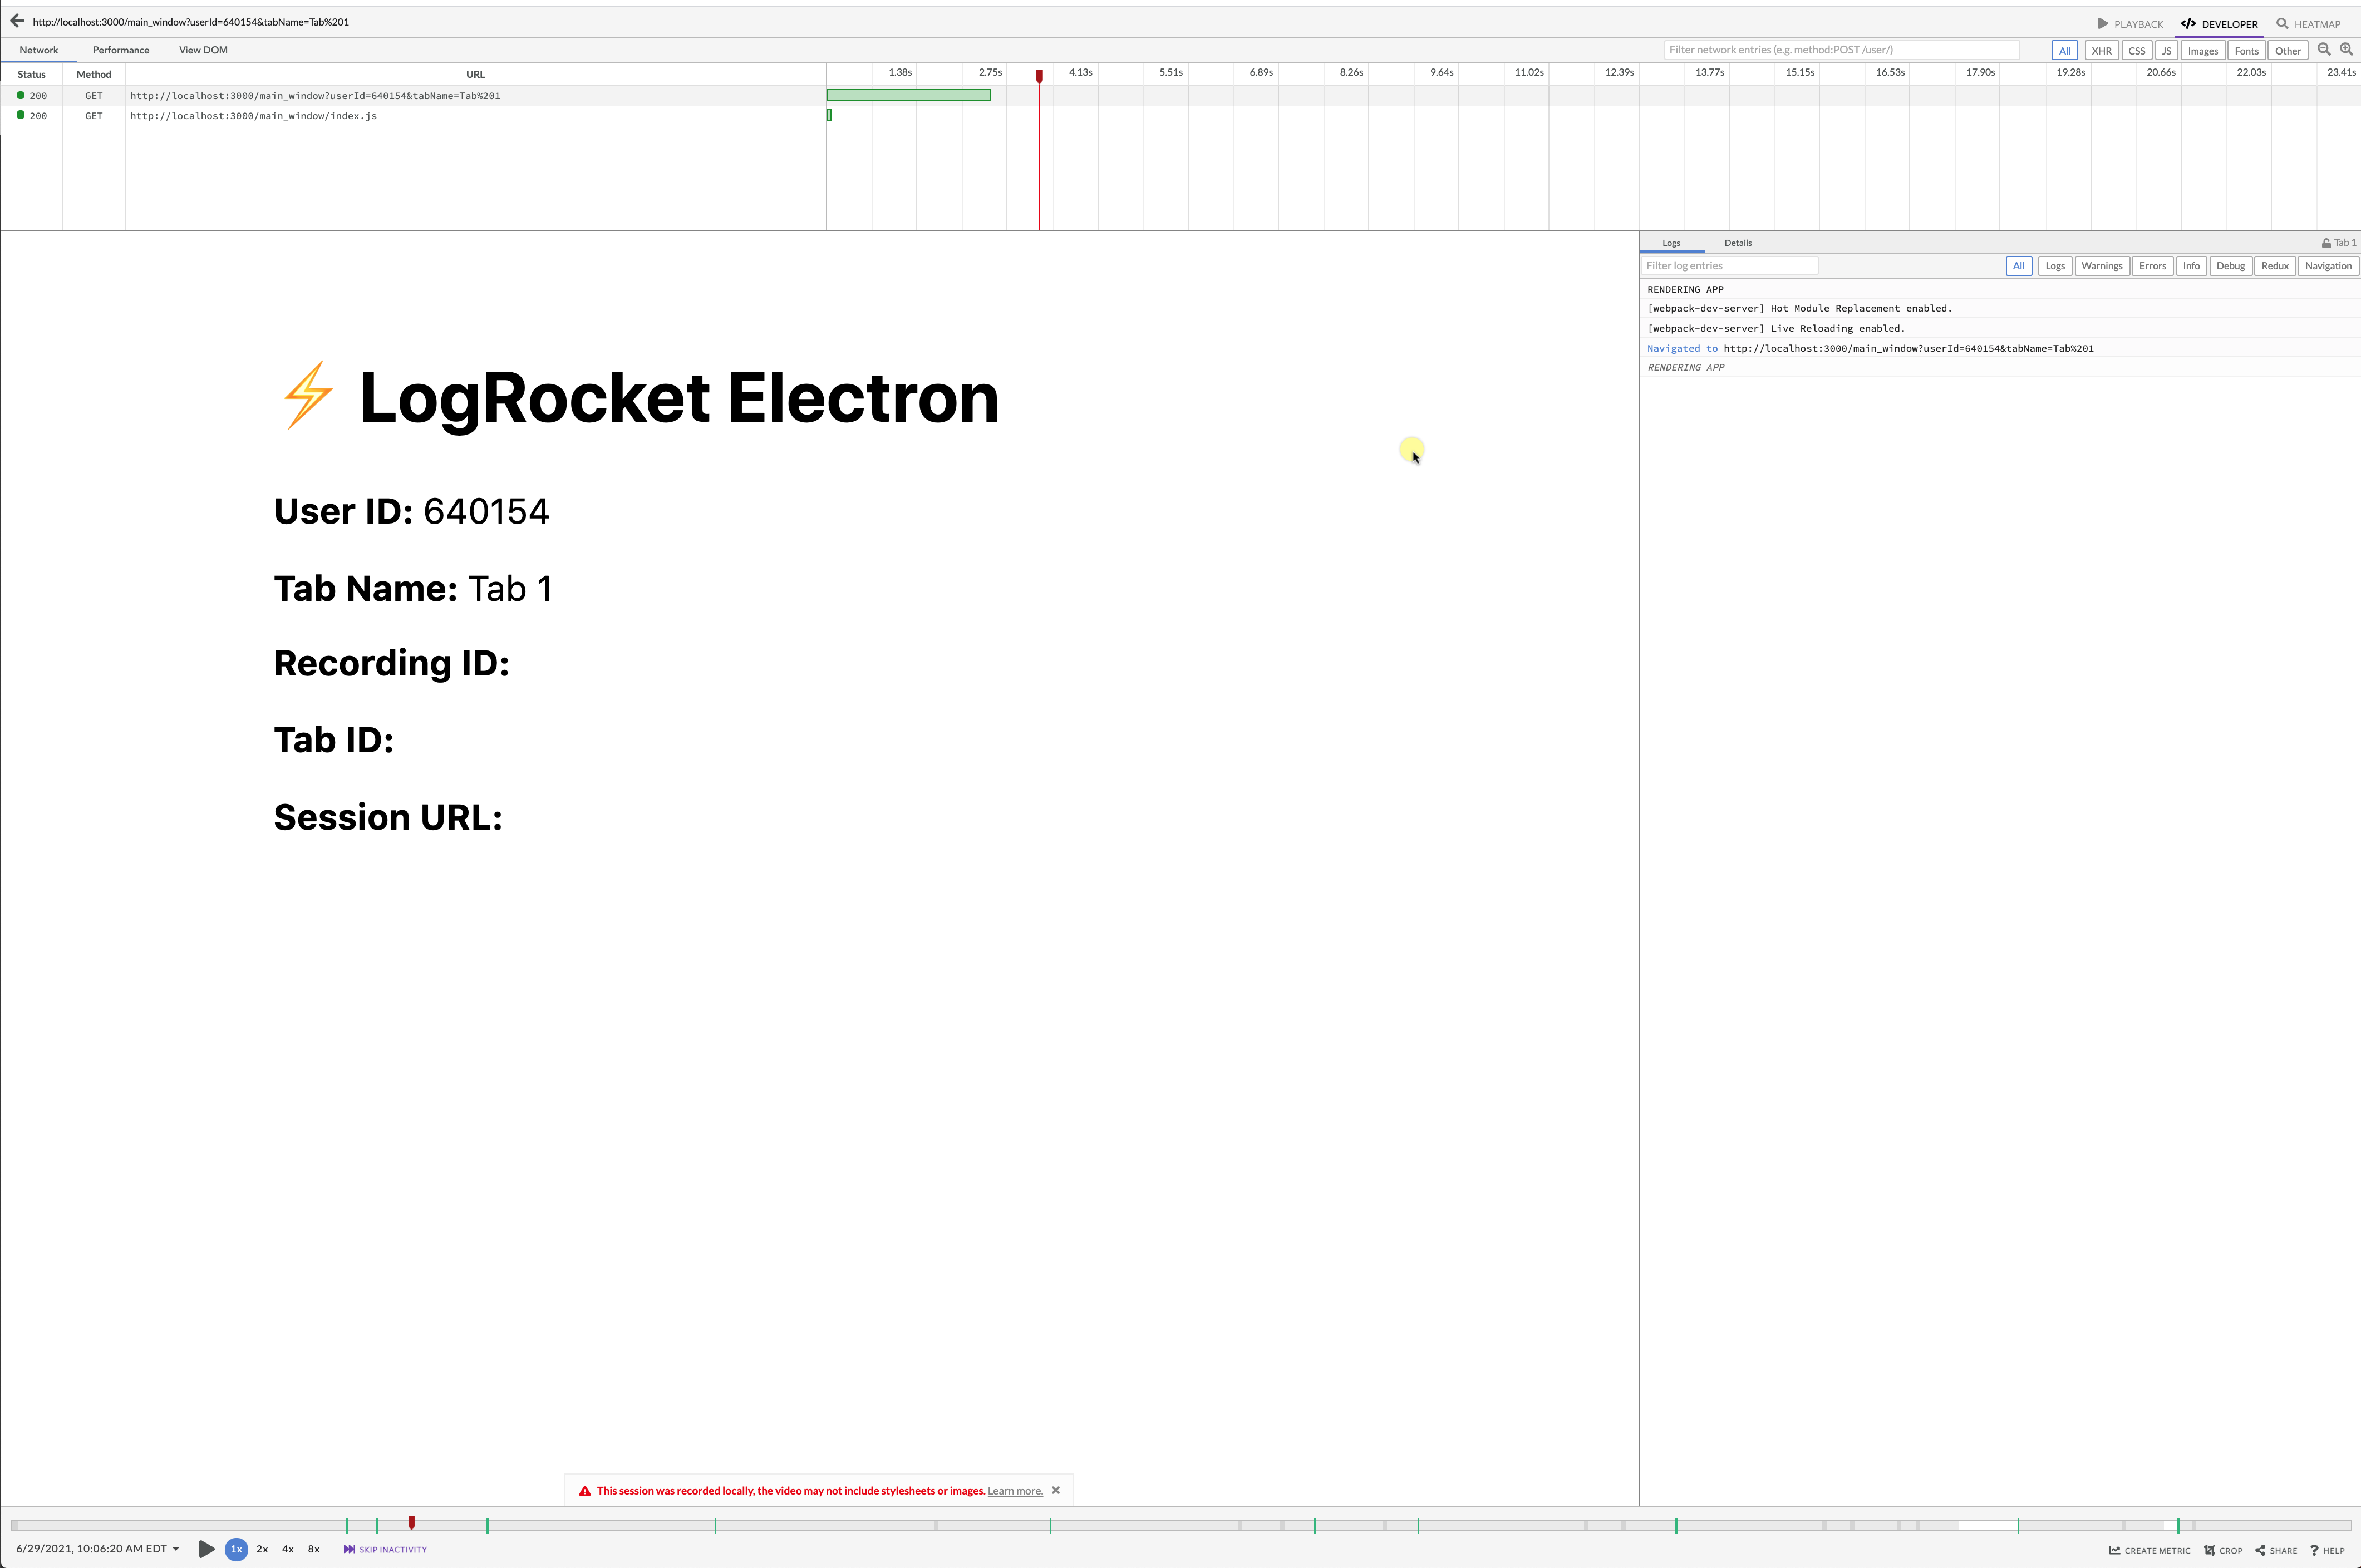 http://localhost:3000/main_window?userId=640154&tabName=Tab%201
PLAYBACK
DEVELOPER
HEATMAP
Network
Performance
View DOM
Filter network entries (e.g. method:POST /user/)
All
XHR
CSS
JS
Images
Fonts
Other
Status
Method
URL
1.38s
2.75s
4.13s
5.51s
6.89s
8.26s
9.64s
11.02s
12.39s
13.77s
15.15s
16.53s
17.90s
19.28s
20.66s
22.03s
23.41s
200 GET http://localhost:3000/main_window?userId=640154&tabName=Tab%201
200 GET http://localhost:3000/main_window/index.js
Logs
Details
Tab 1
Filter log entries
All
Logs
Warnings
Errors
Info
Debug
Redux
Navigation
RENDERING APP
[webpack-dev-server] Hot Module Replacement enabled.
[webpack-dev-server] Live Reloading enabled.
Navigated to http://localhost:3000/main_window?userId=640154&tabName=Tab%201
RENDERING APP
⚡ LogRocket Electron
User ID: 640154
Tab Name: Tab 1
Recording ID:
Tab ID:
Session URL:
This session was recorded locally, the video may not include stylesheets or images. Learn more.
6/29/2021, 10:06:20 AM EDT
1x
2x
4x
8x
SKIP INACTIVITY
CREATE METRIC
CROP
SHARE
? HELP